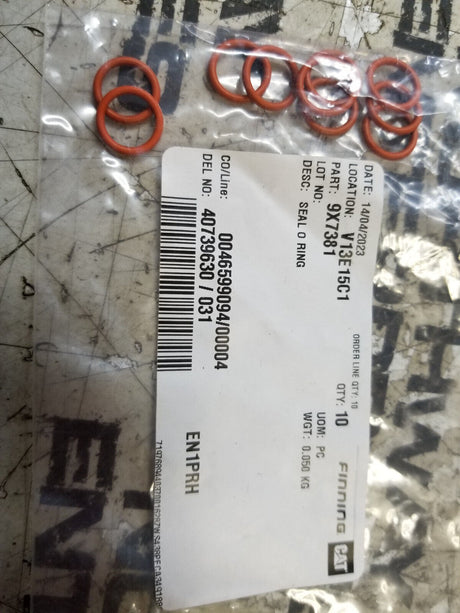 DATE: 14/04/2023
LOCATION: V13E15C1
PART: 9X7381
LOT NO:
DESC: SEAL O RING
ORDER LINE QTY: 10
QTY: 10
UOM: PC
WGT: 0.050 KG
FINNING CAT
CO/Line: 0048599094/00004
DEL NO: 40739630 / 031
EN1PRH